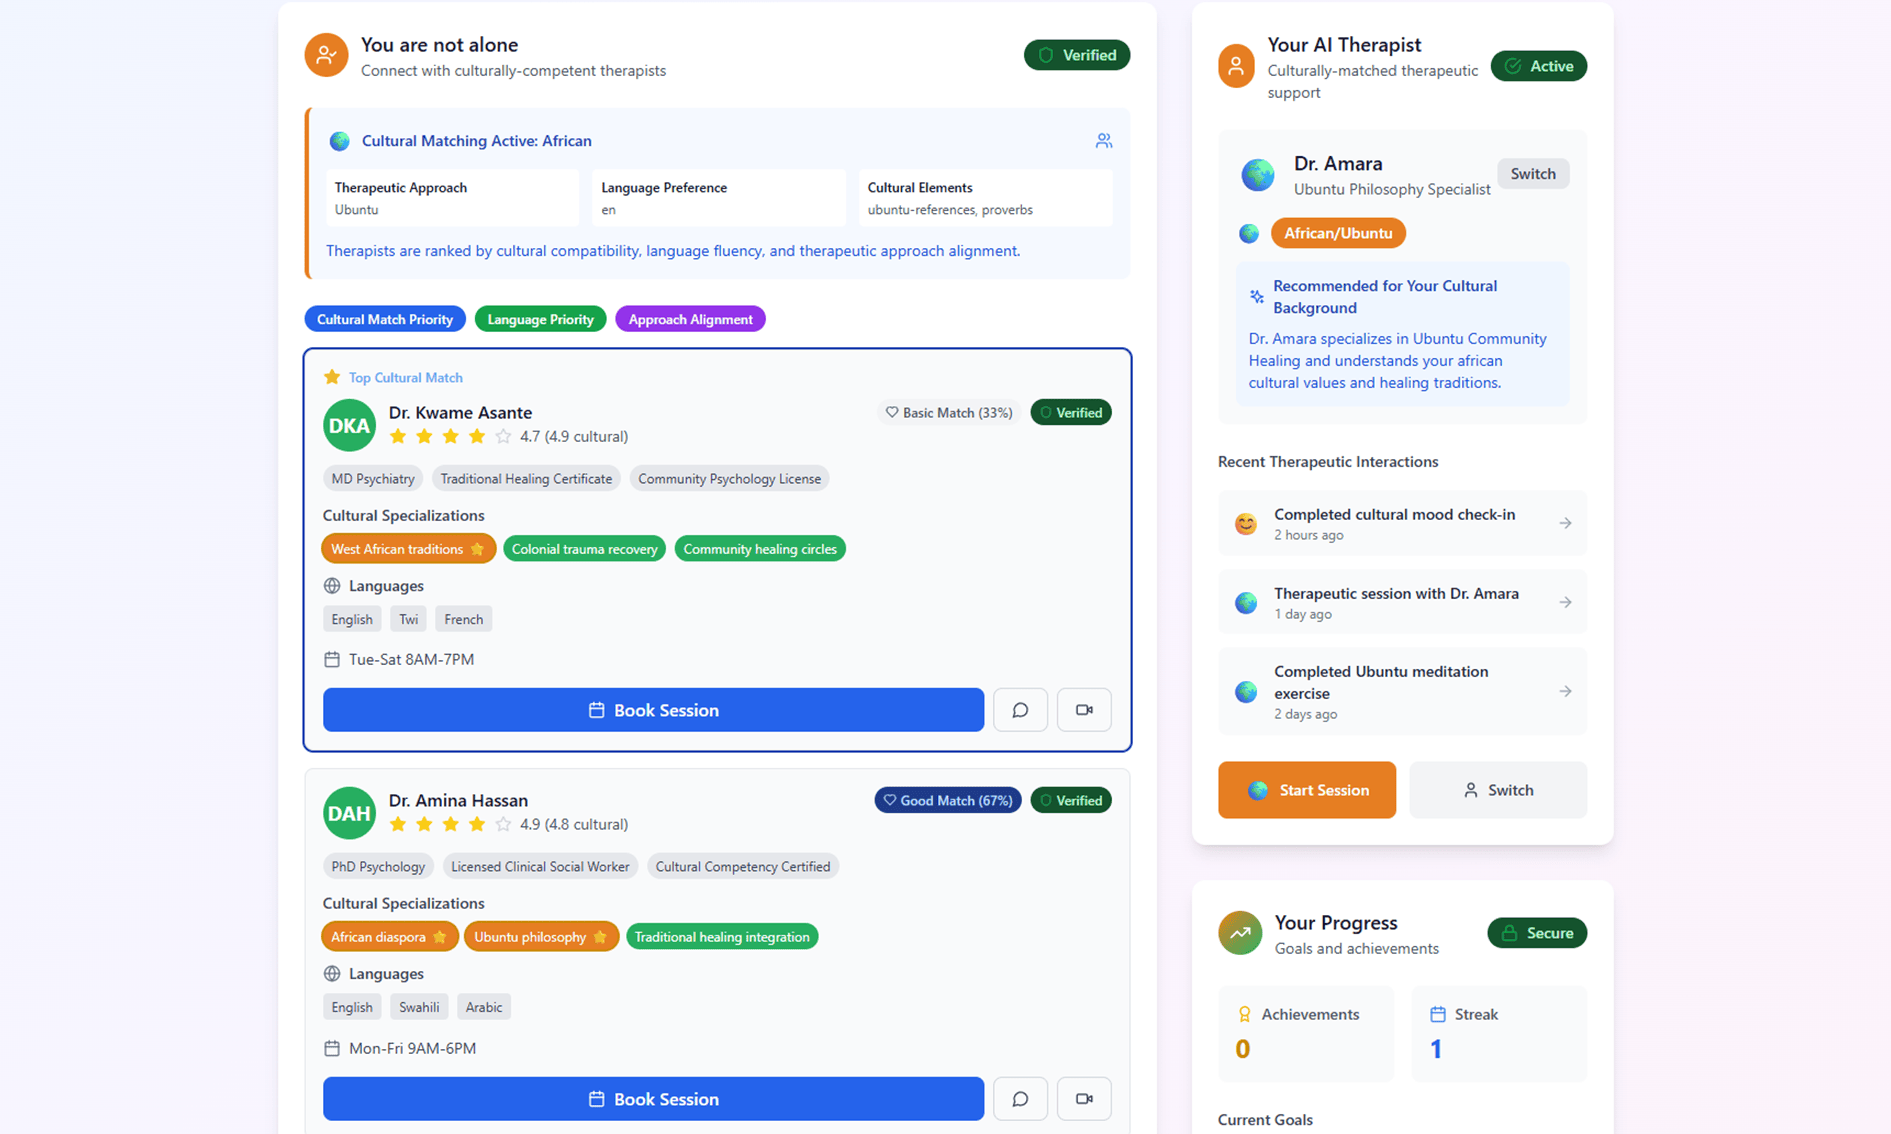 You are not alone
Connect with culturally-competent therapists
Verified
Cultural Matching Active: African
Therapeutic Approach
Ubuntu
Language Preference
en
Cultural Elements
ubuntu-references, proverbs
Therapists are ranked by cultural compatibility, language fluency, and therapeutic approach alignment.
Cultural Match Priority
Language Priority
Approach Alignment
Top Cultural Match
DKA
Dr. Kwame Asante
4.7 (4.9 cultural)
Basic Match (33%)
Verified
MD Psychiatry
Traditional Healing Certificate
Community Psychology License
Cultural Specializations
West African traditions
Colonial trauma recovery
Community healing circles
Languages
English
Twi
French
Tue-Sat 8AM-7PM
Book Session
DAH
Dr. Amina Hassan
4.9 (4.8 cultural)
Good Match (67%)
Verified
PhD Psychology
Licensed Clinical Social Worker
Cultural Competency Certified
Cultural Specializations
African diaspora
Ubuntu philosophy
Traditional healing integration
Languages
English
Swahili
Arabic
Mon-Fri 9AM-6PM
Book Session
Your AI Therapist
Culturally-matched therapeutic
support
Active
Dr. Amara
Ubuntu Philosophy Specialist
Switch
African/Ubuntu
Recommended for Your Cultural
Background
Dr. Amara specializes in Ubuntu Community
Healing and understands your african
cultural values and healing traditions.
Recent Therapeutic Interactions
Completed cultural mood check-in
2 hours ago
Therapeutic session with Dr. Amara
1 day ago
Completed Ubuntu meditation
exercise
2 days ago
Start Session
Switch
Your Progress
Goals and achievements
Secure
Achievements
0
Streak
1
Current Goals